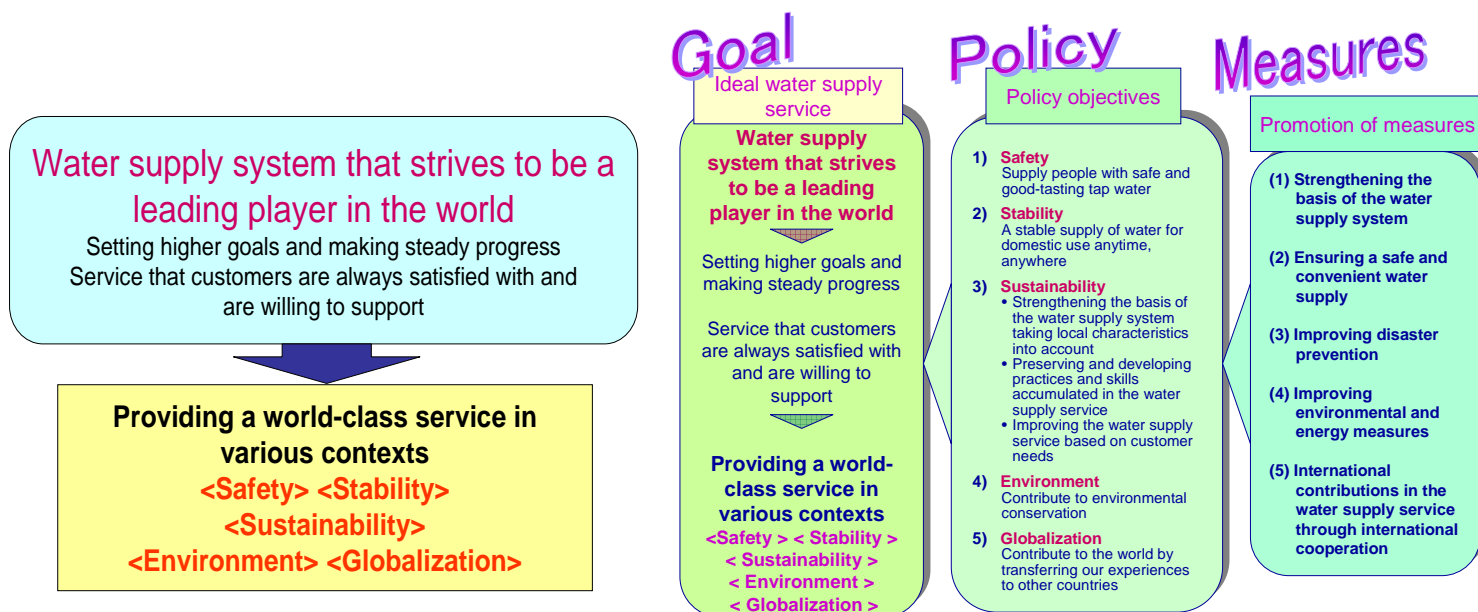 Water supply system that strives to be a
leading player in the world
Setting higher goals and making steady progress
Service that customers are always satisfied with and
are willing to support
Providing a world-class service in
various contexts
<Safety> <Stability>
<Sustainability>
<Environment> <Globalization>
Goal
Ideal water supply
service
Water supply
system that strives
to be a leading
player in the world
Setting higher goals and
making steady progress
Service that customers
are always satisfied with
and are willing to
support
Providing a world-
class service in
various contexts
<Safety > < Stability >
< Sustainability >
< Environment >
< Globalization >
Policy
Policy objectives
1) Safety
Supply people with safe and
good-tasting tap water
2) Stability
A stable supply of water for
domestic use anytime,
anywhere
3) Sustainability
• Strengthening the basis of
the water supply system
taking local characteristics
into account
• Preserving and developing
practices and skills
accumulated in the water
supply service
• Improving the water supply
service based on customer
needs
4) Environment
Contribute to environmental
conservation
5) Globalization
Contribute to the world by
transferring our experiences
to other countries
Measures
Promotion of measures
(1) Strengthening the
basis of the water
supply system
(2) Ensuring a safe and
convenient water
supply
(3) Improving disaster
prevention
(4) Improving
environmental and
energy measures
(5) International
contributions in the
water supply service
through international
cooperation